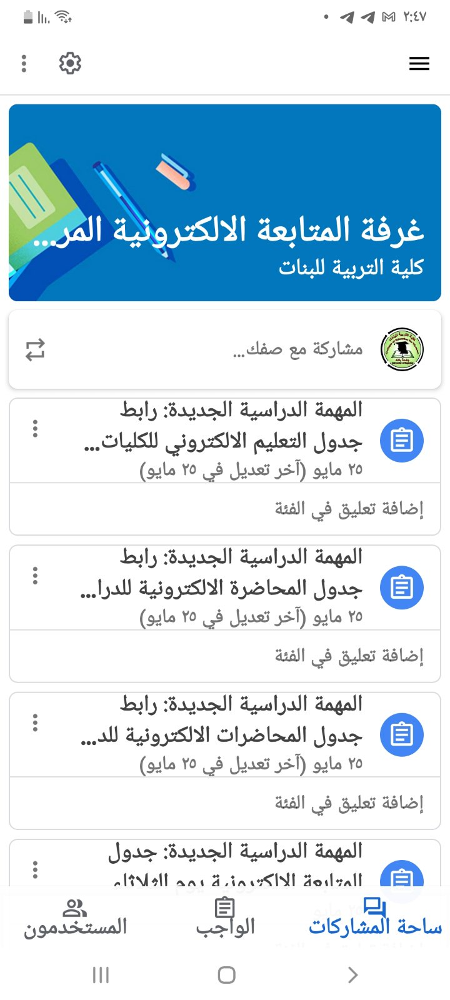 ٢:٤٧
غرفة المتابعة الالكترونية المر...
كلية التربية للبنات
مشاركة مع صفك...
المهمة الدراسية الجديدة: رابط
جدول التعليم الالكتروني للكليات...
٢٥ مايو (آخر تعديل في ٢٥ مايو)
إضافة تعليق في الفئة
المهمة الدراسية الجديدة: رابط
جدول المحاضرة الالكترونية للدرا...
٢٥ مايو (آخر تعديل في ٢٥ مايو)
إضافة تعليق في الفئة
المهمة الدراسية الجديدة: رابط
جدول المحاضرات الالكترونية للد...
٢٥ مايو (آخر تعديل في ٢٥ مايو)
إضافة تعليق في الفئة
المهمة الدراسية الجديدة: جدول
المتابعة الالكترونية يوم الثلاثاء
ساحة المشاركات
الواجب
المستخدمون